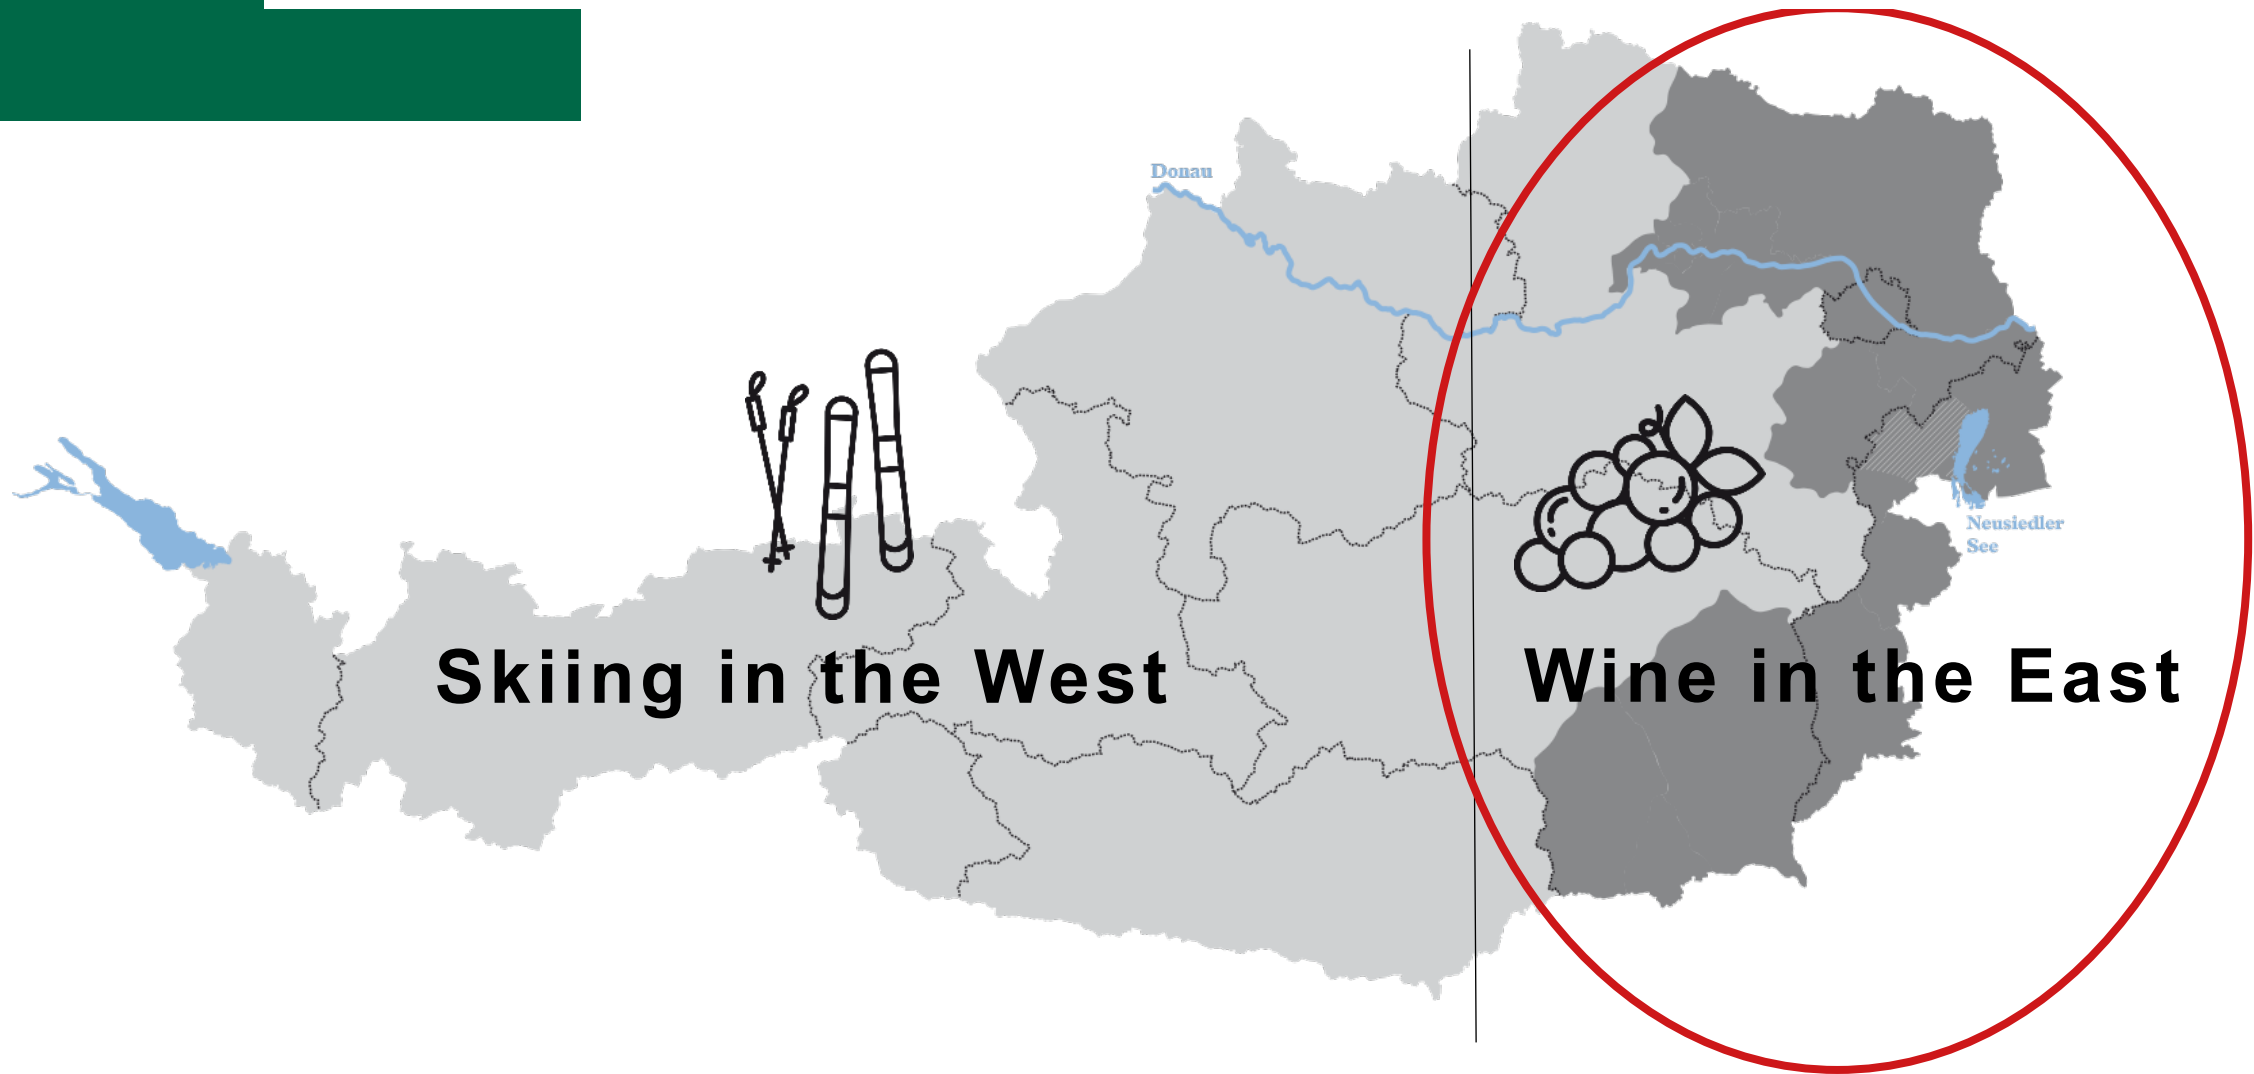 Donau
Neusiedler
See
Skiing in the West
Wine in the East